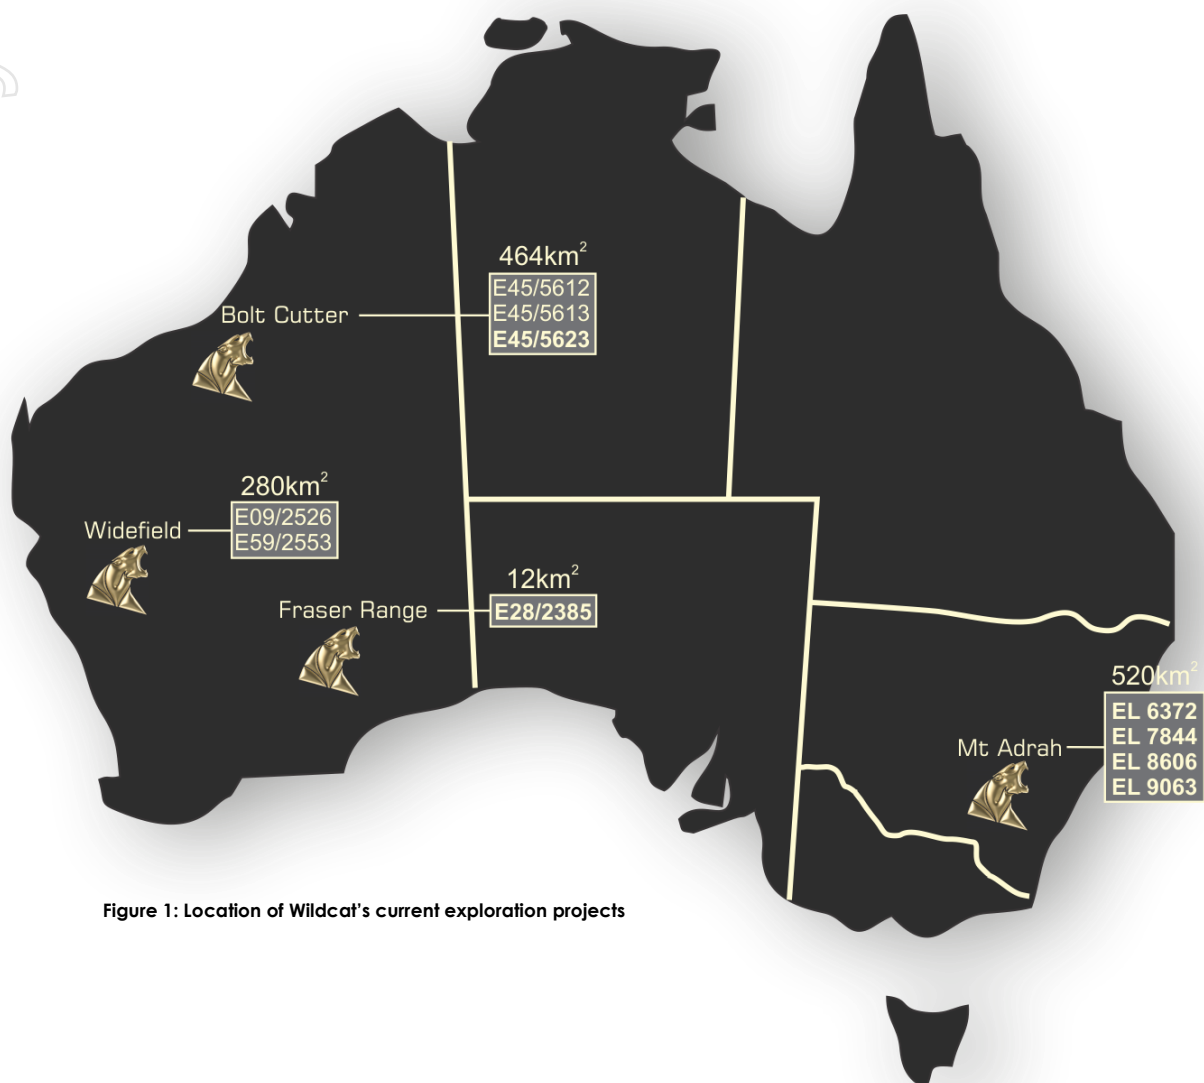 464km²
E45/5612
E45/5613
E45/5623
Bolt Cutter
280km²
E09/2526
E59/2553
Widefield
12km²
E28/2385
Fraser Range
520km²
EL 6372
EL 7844
EL 8606
EL 9063
Mt Adrah
Figure 1: Location of Wildcat's current exploration projects